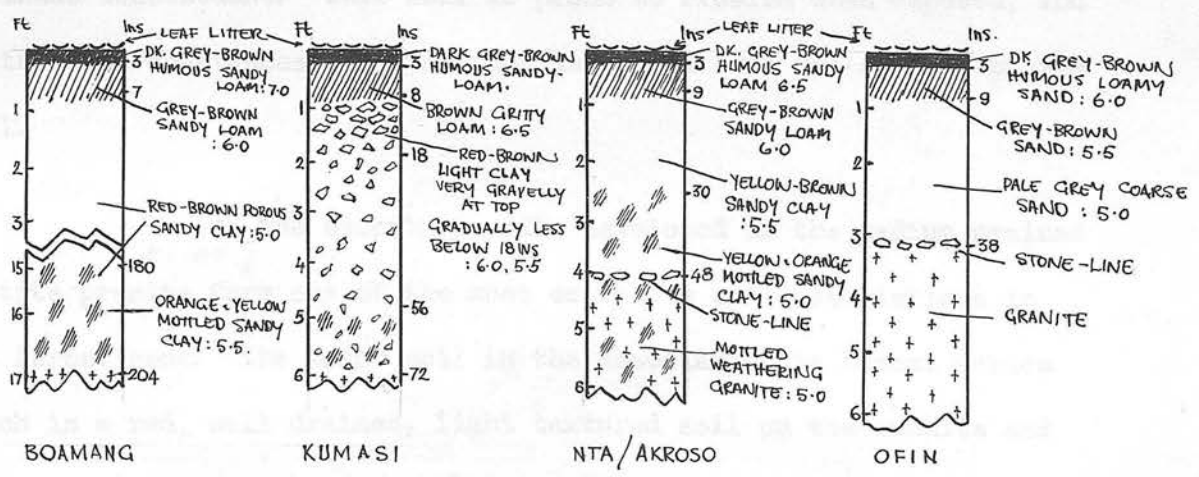 Ft
Ins
LEAF LITTER
3
DK. GREY-BROWN
HUMOUS SANDY
LOAM: 7.0
7
GREY-BROWN
SANDY LOAM
: 6.0
1
2
3
RED-BROWN POROUS
SANDY CLAY: 5.0
15
180
16
ORANGE & YELLOW
MOTTLED SANDY
CLAY: 5.5.
17
204
BOAMANG
Ft
Ins
3
DARK GREY-BROWN
HUMOUS SANDY-
LOAM.
8
BROWN GRITTY
LOAM: 6.5
1
18
RED-BROWN
LIGHT CLAY
VERY GRAVELLY
AT TOP
GRADUALLY LESS
BELOW 18INS
: 6.0, 5.5
2
3
4
5
56
6
72
KUMASI
Ft
Ins
LEAF LITTER
3
DK. GREY-BROWN
HUMOUS SANDY
LOAM 6.5
9
GREY-BROWN
SANDY LOAM
6.0
1
2
30
YELLOW-BROWN
SANDY CLAY
: 5.5
3
YELLOW & ORANGE
MOTTLED SANDY
CLAY: 5.0
4
48
STONE-LINE
5
MOTTLED
WEATHERING
GRANITE: 5.0
6
NTA/AKROSO
Ft
Ins.
3
DK. GREY-BROWN
HUMOUS LOAMY
SAND: 6.0
9
GREY-BROWN
SAND: 5.5
1
2
PALE GREY COARSE
SAND: 5.0
3
38
STONE-LINE
4
GRANITE
5
6
OFIN